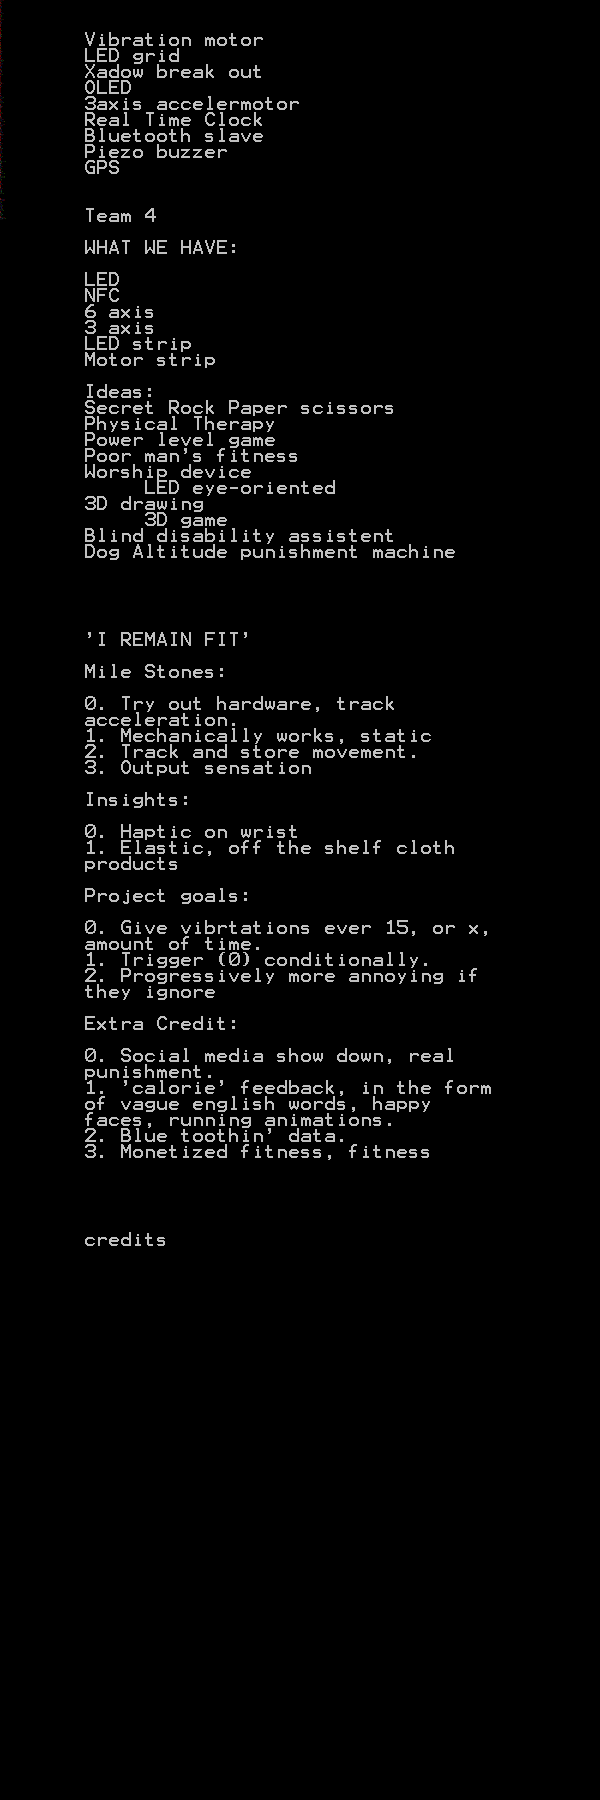 Vibration motor
LED grid
Xadow break out
OLED
3axis accelermotor
Real Time Clock
Bluetooth slave
Piezo buzzer
GPS
Team 4
WHAT WE HAVE:
LED
NFC
6 axis
3 axis
LED strip
Motor strip
Ideas:
Secret Rock Paper scissors
Physical Therapy
Power level game
Poor man's fitness
Worship device
LED eye-oriented
3D drawing
3D game
Blind disability assistent
Dog Altitude punishment machine
'I REMAIN FIT'
Mile Stones:
0. Try out hardware, track
acceleration.
1. Mechanically works, static
2. Track and store movement.
3. Output sensation
Insights:
0. Haptic on wrist
1. Elastic, off the shelf cloth
products
Project goals:
0. Give vibrtations ever 15, or x,
amount of time.
1. Trigger (0) conditionally.
2. Progressively more annoying if
they ignore
Extra Credit:
0. Social media show down, real
punishment.
1. 'calorie' feedback, in the form
of vague english words, happy
faces, running animations.
2. Blue toothin' data.
3. Monetized fitness, fitness
credits